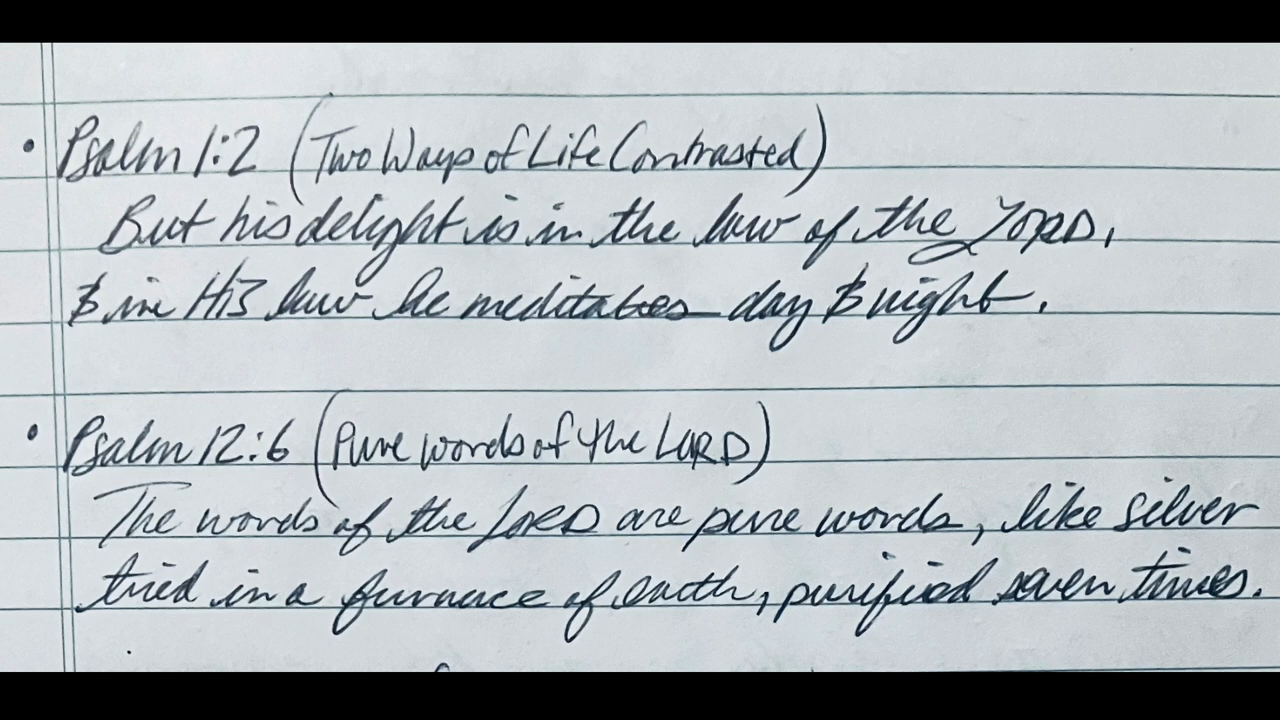 • Psalm 1:2 (Two Ways of Life Contrasted)
But his delight is in the law of the LORD,
& in His law he meditates day & night.
• Psalm 12:6 (Pure words of the LORD)
The words of the LORD are pure words, like silver
tried in a furnace of earth, purified seven times.